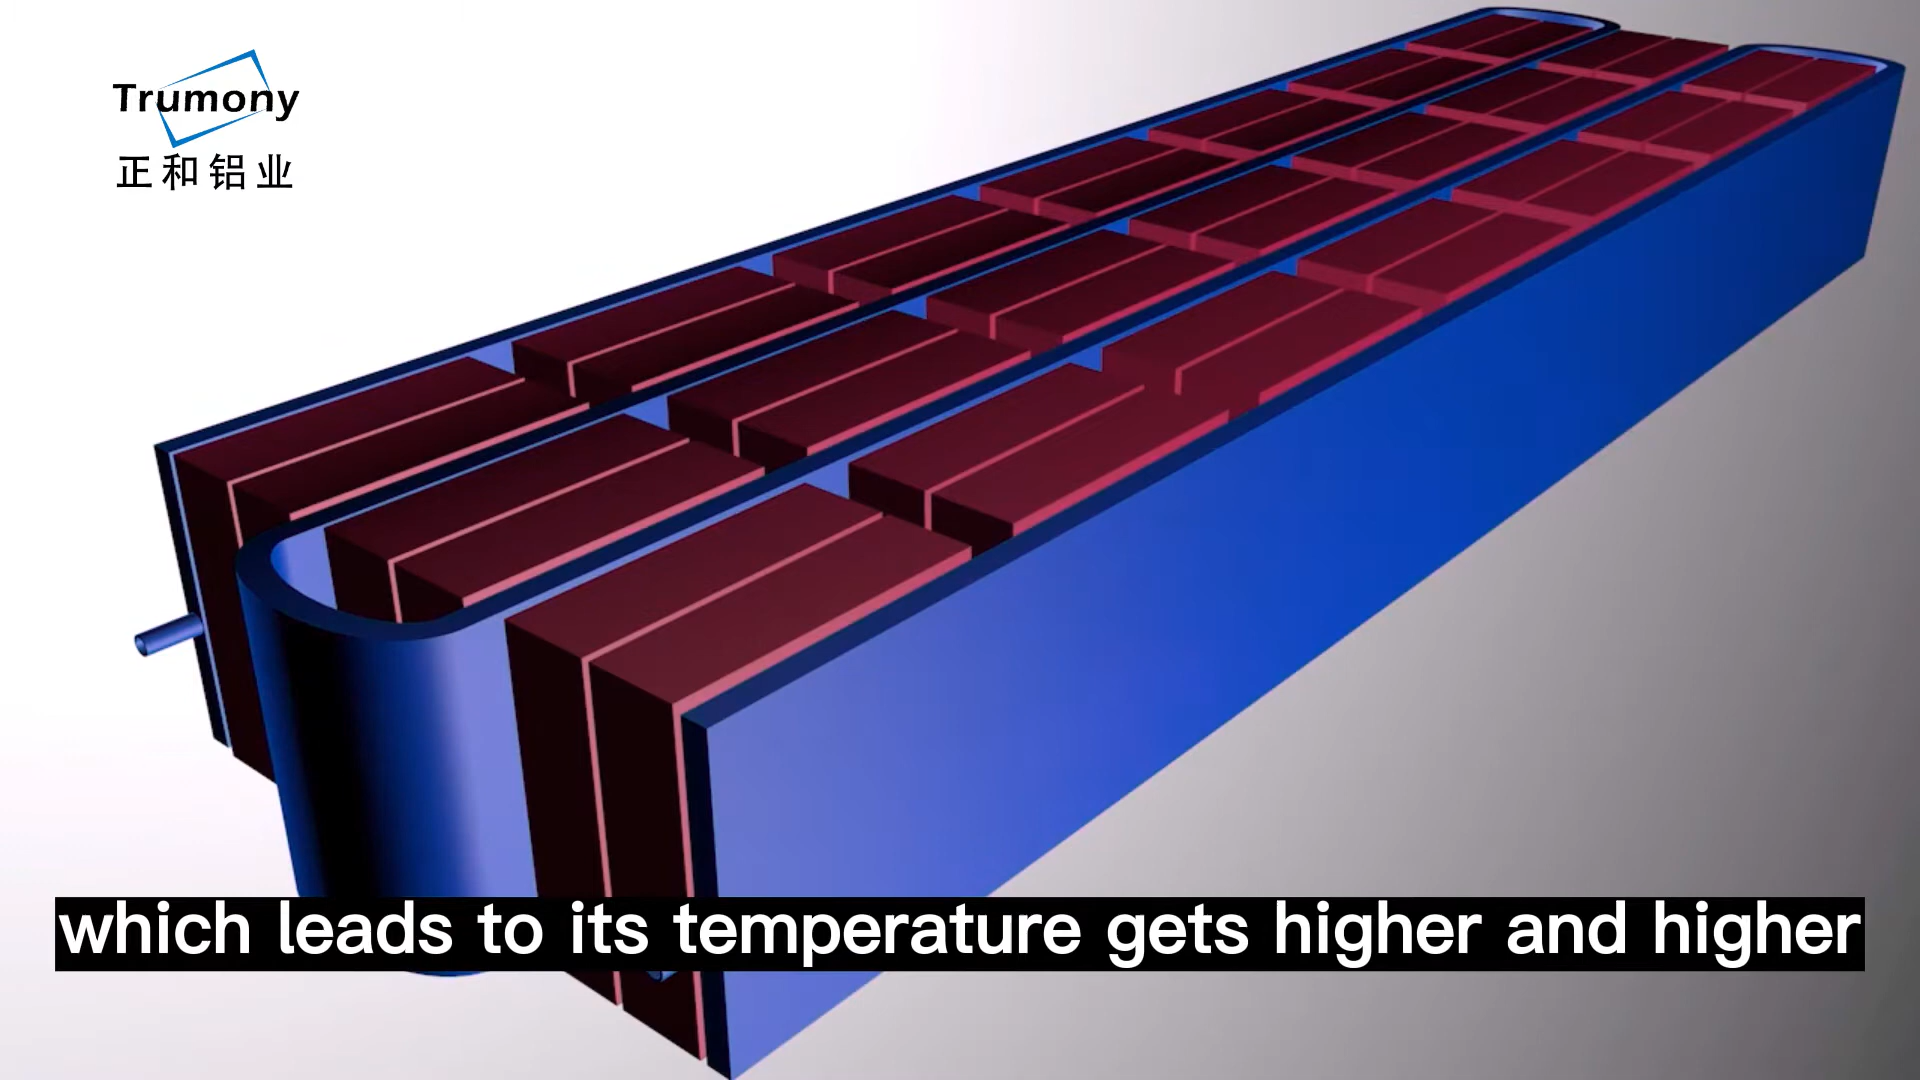 Trumony
正和铝业
which leads to its temperature gets higher and higher